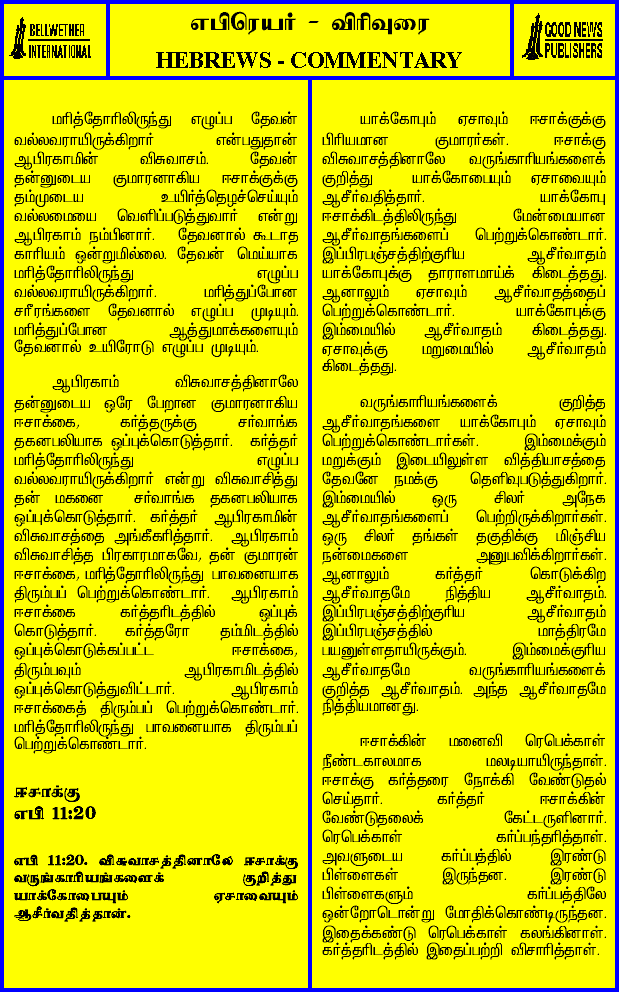 BELLWETHER
INTERNATIONAL
எபிரெயர் - விரிவுரை
HEBREWS - COMMENTARY
GOOD NEWS
PUBLISHERS
மரித்தோரிலிருந்து எழுப்ப தேவன்
வல்லவராயிருக்கிறார் என்பதுதான்
ஆபிரகாமின் விசுவாசம். தேவன்
தன்னுடைய குமாரனாகிய ஈசாக்குக்கு
தம்முடைய உயிர்த்தெழச்செய்யும்
வல்லமையை வெளிப்படுத்துவார் என்று
ஆபிரகாம் நம்பினார். தேவனால் கூடாத
காரியம் ஒன்றுமில்லை. தேவன் மெய்யாக
மரித்தோரிலிருந்து எழுப்ப
வல்லவராயிருக்கிறார். மரித்துப்போன
சரீரங்களை தேவனால் எழுப்ப முடியும்.
மரித்துப்போன ஆத்துமாக்களையும்
தேவனால் உயிரோடு எழுப்ப முடியும்.
ஆபிரகாம் விசுவாசத்தினாலே
தன்னுடைய ஒரே பேறான குமாரனாகிய
ஈசாக்கை, கர்த்தருக்கு சர்வாங்க
தகனபலியாக ஒப்புக்கொடுத்தார். கர்த்தர்
மரித்தோரிலிருந்து எழுப்ப
வல்லவராயிருக்கிறார் என்று விசுவாசித்து
தன் மகனை சர்வாங்க தகனபலியாக
ஒப்புக்கொடுத்தார். கர்த்தர் ஆபிரகாமின்
விசுவாசத்தை அங்கீகரித்தார். ஆபிரகாம்
விசுவாசித்த பிரகாரமாகவே, தன் குமாரன்
ஈசாக்கை, மரித்தோரிலிருந்து பாவனையாக
திரும்பப் பெற்றுக்கொண்டார். ஆபிரகாம்
ஈசாக்கை கர்த்தரிடத்தில் ஒப்புக்
கொடுத்தார். கர்த்தரோ தம்மிடத்தில்
ஒப்புக்கொடுக்கப்பட்ட ஈசாக்கை,
திரும்பவும் ஆபிரகாமிடத்தில்
ஒப்புக்கொடுத்துவிட்டார். ஆபிரகாம்
ஈசாக்கைத் திரும்பப் பெற்றுக்கொண்டார்.
மரித்தோரிலிருந்து பாவனையாக திரும்பப்
பெற்றுக்கொண்டார்.
ஈசாக்கு
எபி 11:20
எபி 11:20. விசுவாசத்தினாலே ஈசாக்கு
வருங்காரியங்களைக் குறித்து
யாக்கோபையும் ஏசாவையும்
ஆசீர்வதித்தான்.
யாக்கோபும் ஏசாவும் ஈசாக்குக்கு
பிரியமான குமாரர்கள். ஈசாக்கு
விசுவாசத்தினாலே வருங்காரியங்களைக்
குறித்து யாக்கோபையும் ஏசாவையும்
ஆசீர்வதித்தார். யாக்கோபு
ஈசாக்கிடத்திலிருந்து மேன்மையான
ஆசீர்வாதங்களைப் பெற்றுக்கொண்டார்.
இப்பிரபஞ்சத்திற்குரிய ஆசீர்வாதம்
யாக்கோபுக்கு தாராளமாய்க் கிடைத்தது.
ஆனாலும் ஏசாவும் ஆசீர்வாதத்தைப்
பெற்றுக்கொண்டார். யாக்கோபுக்கு
இம்மையில் ஆசீர்வாதம் கிடைத்தது.
ஏசாவுக்கு மறுமையில் ஆசீர்வாதம்
கிடைத்தது.
வருங்காரியங்களைக் குறித்த
ஆசீர்வாதங்களை யாக்கோபும் ஏசாவும்
பெற்றுக்கொண்டார்கள். இம்மைக்கும்
மறுக்கும் இடையிலுள்ள வித்தியாசத்தை
தேவனே நமக்கு தெளிவுபடுத்துகிறார்.
இம்மையில் ஒரு சிலர் அநேக
ஆசீர்வாதங்களைப் பெற்றிருக்கிறார்கள்.
ஒரு சிலர் தங்கள் தகுதிக்கு மிஞ்சிய
நன்மைகளை அனுபவிக்கிறார்கள்.
ஆனாலும் கர்த்தர் கொடுக்கிற
ஆசீர்வாதமே நித்திய ஆசீர்வாதம்.
இப்பிரபஞ்சத்திற்குரிய ஆசீர்வாதம்
இப்பிரபஞ்சத்தில் மாத்திரமே
பயனுள்ளதாயிருக்கும். இம்மைக்குரிய
ஆசீர்வாதமே வருங்காரியங்களைக்
குறித்த ஆசீர்வாதம். அந்த ஆசீர்வாதமே
நித்தியமானது.
ஈசாக்கின் மனைவி ரெபெக்காள்
நீண்டகாலமாக மலடியாயிருந்தாள்.
ஈசாக்கு கர்த்தரை நோக்கி வேண்டுதல்
செய்தார். கர்த்தர் ஈசாக்கின்
வேண்டுதலைக் கேட்டருளினார்.
ரெபெக்காள் கர்ப்பந்தரித்தாள்.
அவளுடைய கர்ப்பத்தில் இரண்டு
பிள்ளைகள் இருந்தன. இரண்டு
பிள்ளைகளும் கர்ப்பத்திலே
ஒன்றோடொன்று மோதிக்கொண்டிருந்தன.
இதைக்கண்டு ரெபெக்காள் கலங்கினாள்.
கர்த்தரிடத்தில் இதைப்பற்றி விசாரித்தாள்.